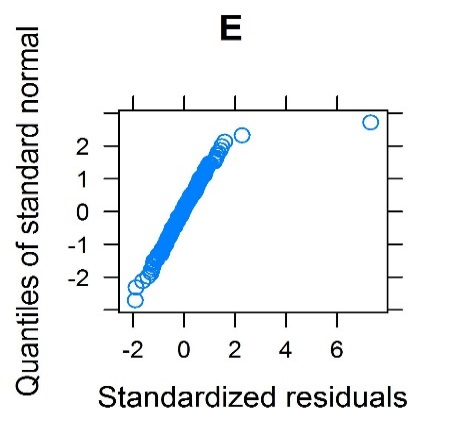 E
Quantiles of standard normal
2
1
0
-1
-2
-2 0 2 4 6
Standardized residuals